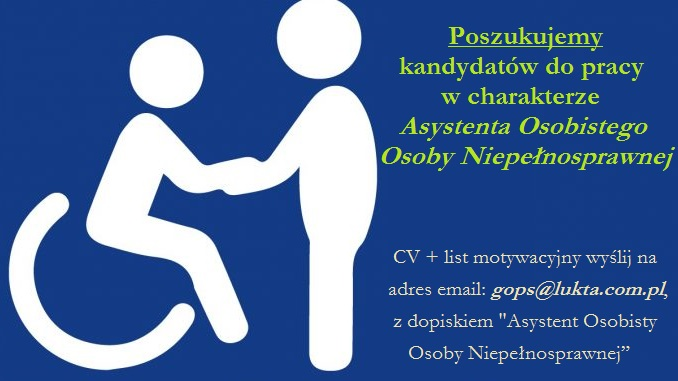 Poszukujemy
kandydatów do pracy
w charakterze
Asystenta Osobistego
Osoby Niepełnosprawnej
CV + list motywacyjny wyślij na
adres email: gops@lukta.com.pl,
z dopiskiem "Asystent Osobisty
Osoby Niepełnosprawnej”